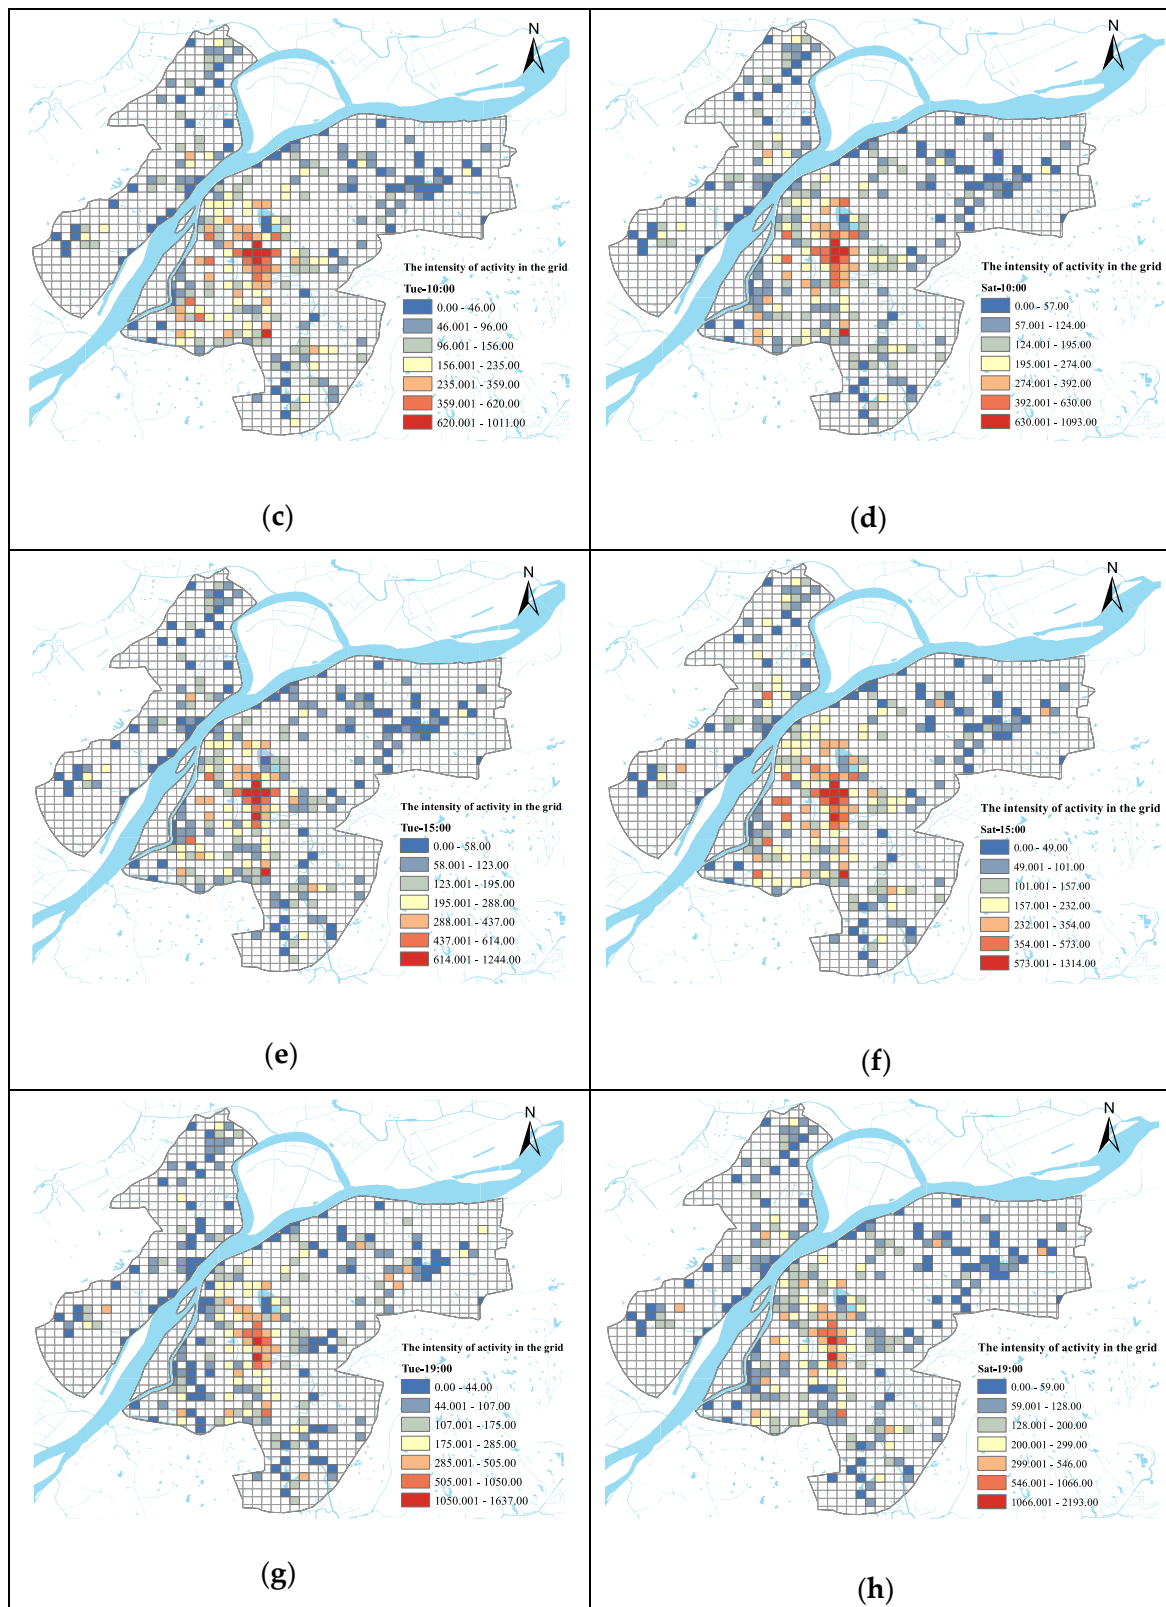 N
The intensity of activity in the grid
Tue-10:00
0.00 - 46.00
46.001 - 96.00
96.001 - 156.00
156.001 - 235.00
235.001 - 359.00
359.001 - 620.00
620.001 - 1011.00
(c)
N
The intensity of activity in the grid
Sat-10:00
0.00 - 57.00
57.001 - 124.00
124.001 - 195.00
195.001 - 274.00
274.001 - 392.00
392.001 - 630.00
630.001 - 1093.00
(d)
N
The intensity of activity in the grid
Tue-15:00
0.00 - 58.00
58.001 - 123.00
123.001 - 195.00
195.001 - 288.00
288.001 - 437.00
437.001 - 614.00
614.001 - 1244.00
(e)
N
The intensity of activity in the grid
Sat-15:00
0.00 - 49.00
49.001 - 101.00
101.001 - 157.00
157.001 - 232.00
232.001 - 354.00
354.001 - 573.00
573.001 - 1314.00
(f)
N
The intensity of activity in the grid
Tue-19:00
0.00 - 44.00
44.001 - 107.00
107.001 - 175.00
175.001 - 285.00
285.001 - 505.00
505.001 - 1050.00
1050.001 - 1637.00
(g)
N
The intensity of activity in the grid
Sat-19:00
0.00 - 59.00
59.001 - 128.00
128.001 - 200.00
200.001 - 299.00
299.001 - 546.00
546.001 - 1066.00
1066.001 - 2193.00
(h)